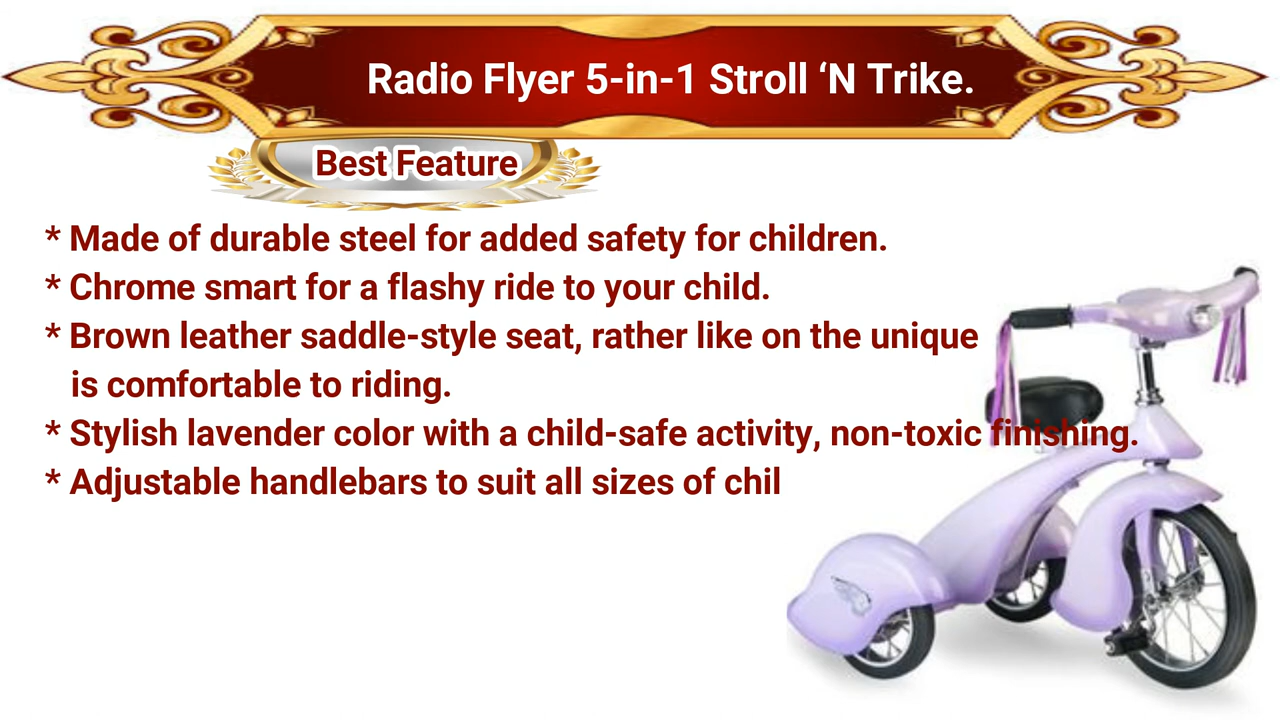 Radio Flyer 5-in-1 Stroll ‘N Trike.
Best Feature
* Made of durable steel for added safety for children.
* Chrome smart for a flashy ride to your child.
* Brown leather saddle-style seat, rather like on the unique
is comfortable to riding.
* Stylish lavender color with a child-safe activity, non-toxic finishing.
* Adjustable handlebars to suit all sizes of chil